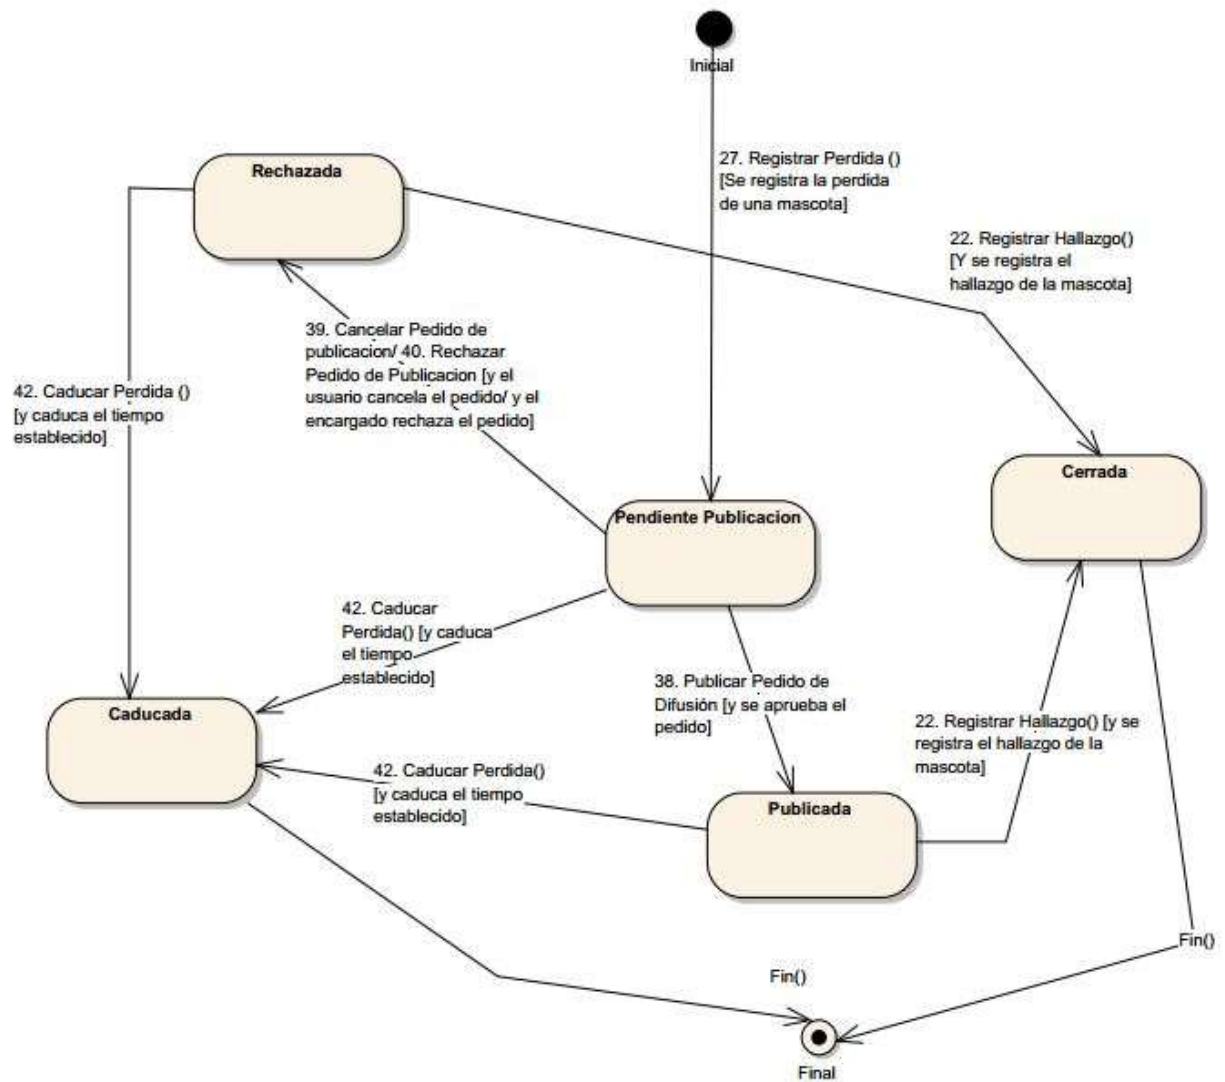 Inicial
27. Registrar Perdida ()
[Se registra la perdida
de una mascota]
Rechazada
22. Registrar Hallazgo()
[Y se registra el
hallazgo de la mascota]
39. Cancelar Pedido de
publicacion/ 40. Rechazar
Pedido de Publicacion [y el
usuario cancela el pedido/ y el
encargado rechaza el pedido]
42. Caducar Perdida ()
[y caduca el tiempo
establecido]
Cerrada
Pendiente Publicacion
42. Caducar
Perdida() [y caduca
el tiempo
establecido]
38. Publicar Pedido de
Difusión [y se aprueba el
pedido]
Caducada
22. Registrar Hallazgo() [y se
registra el hallazgo de la
mascota]
42. Caducar Perdida()
[y caduca el tiempo
establecido]
Publicada
Fin()
Fin()
Final